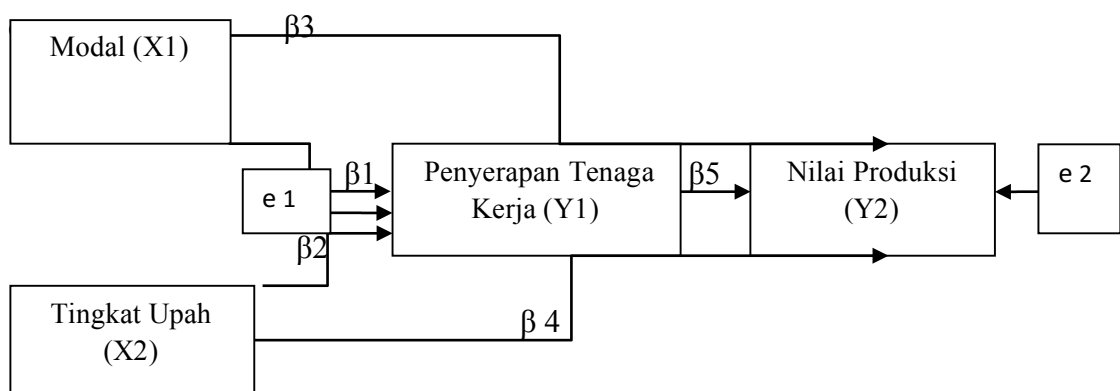 Modal (X1)
β3
e 1
β1
β2
Penyerapan Tenaga
Kerja (Y1)
β5
Nilai Produksi
(Y2)
e 2
Tingkat Upah
(X2)
β 4